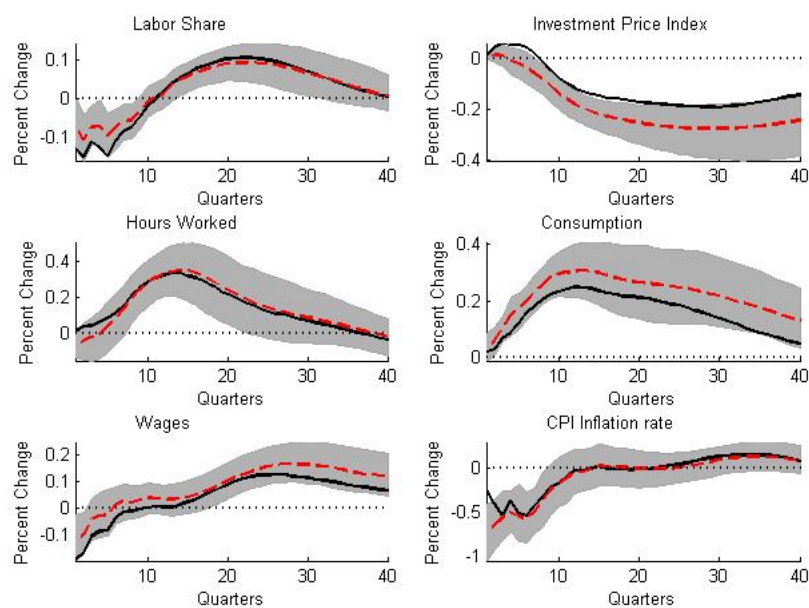 Labor Share
Percent Change
0.1
0
-0.1
10 20 30 40
Quarters
Investment Price Index
Percent Change
0
-0.2
-0.4
10 20 30 40
Quarters
Hours Worked
Percent Change
0.4
0.2
0
10 20 30 40
Quarters
Consumption
Percent Change
0.4
0.2
0
10 20 30 40
Quarters
Wages
Percent Change
0.2
0.1
0
-0.1
10 20 30 40
Quarters
CPI Inflation rate
Percent Change
0
-0.5
-1
10 20 30 40
Quarters